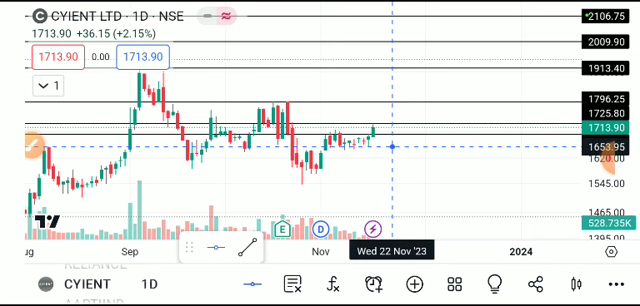 CYIENT LTD · 1D · NSE
1713.90 +36.15 (+2.15%)
1713.90 0.00 1713.90
1
2106.75
2009.90
1913.40
1796.25
1725.80
1713.90
1653.95
1620.00
1545.00
1465.00
528.735K
1395.00
E D
ug Sep Nov Wed 22 Nov '23 2024
RELIANCE
CYIENT 1D